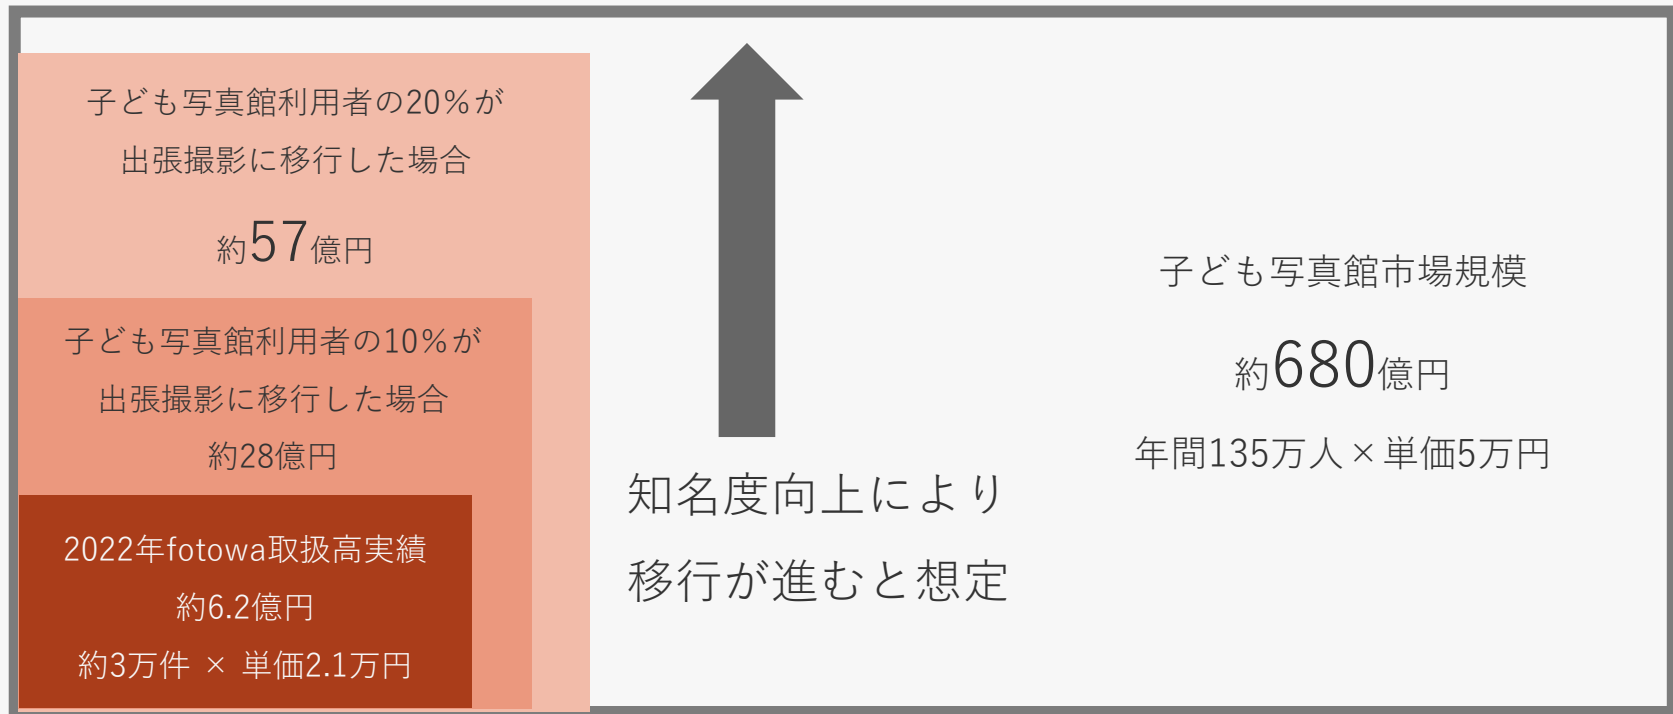 子ども写真館利用者の20%が
出張撮影に移行した場合
約57億円
子ども写真館利用者の10%が
出張撮影に移行した場合
約28億円
2022年fotowa取扱高実績
約6.2億円
約3万件 × 単価2.1万円
知名度向上により
移行が進むと想定
子ども写真館市場規模
約680億円
年間135万人×単価5万円